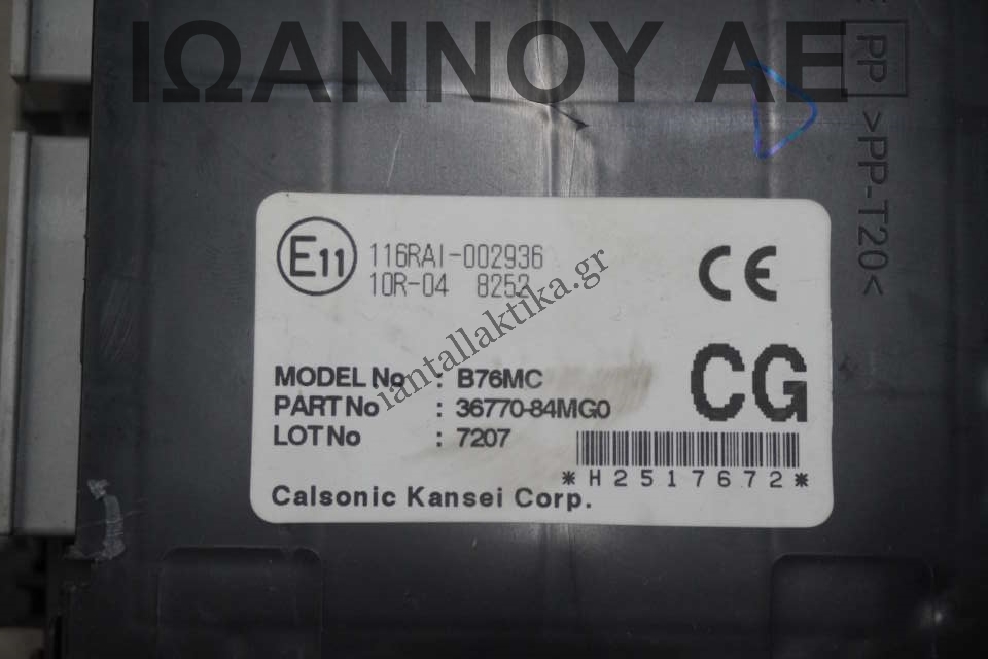 ΙΩΑΝΝΟΥ ΑΕ
PP
>PP-T20<
E11
116RAI-002936
10R-04 8252
CE
iantallaktika.gr
MODEL No : B76MC
PART No : 36770-84MG0
LOT No : 7207
CG
*H2517672*
Calsonic Kansei Corp.